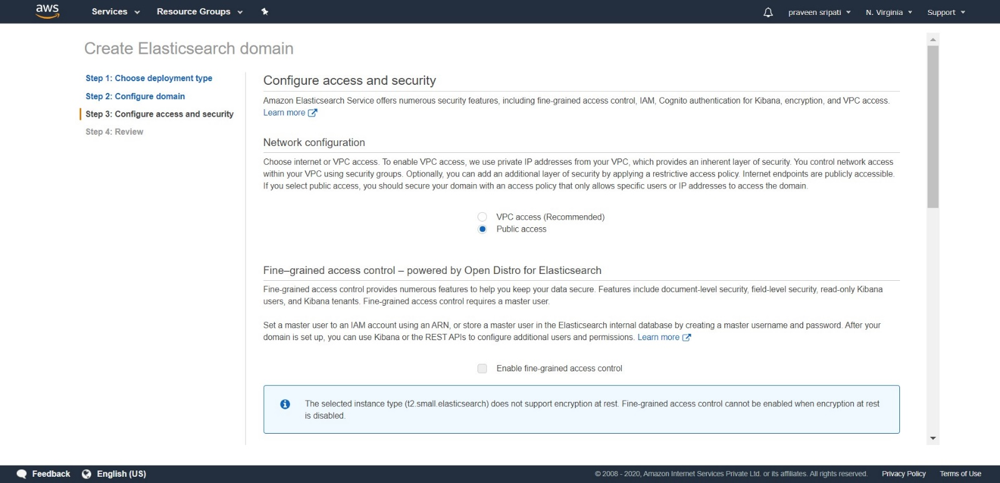 aws
Services
Resource Groups
praveen sripati
N. Virginia
Support
Create Elasticsearch domain
Step 1: Choose deployment type
Step 2: Configure domain
Step 3: Configure access and security
Step 4: Review
Configure access and security
Amazon Elasticsearch Service offers numerous security features, including fine-grained access control, IAM, Cognito authentication for Kibana, encryption, and VPC access.
Learn more
Network configuration
Choose internet or VPC access. To enable VPC access, we use private IP addresses from your VPC, which provides an inherent layer of security. You control network access
within your VPC using security groups. Optionally, you can add an additional layer of security by applying a restrictive access policy. Internet endpoints are publicly accessible.
If you select public access, you should secure your domain with an access policy that only allows specific users or IP addresses to access the domain.
VPC access (Recommended)
Public access
Fine–grained access control – powered by Open Distro for Elasticsearch
Fine-grained access control provides numerous features to help you keep your data secure. Features include document-level security, field-level security, read-only Kibana
users, and Kibana tenants. Fine-grained access control requires a master user.
Set a master user to an IAM account using an ARN, or store a master user in the Elasticsearch internal database by creating a master username and password. After your
domain is set up, you can use Kibana or the REST APIs to configure additional users and permissions. Learn more
Enable fine-grained access control
The selected instance type (t2.small.elasticsearch) does not support encryption at rest. Fine-grained access control cannot be enabled when encryption at rest
is disabled.
Feedback
English (US)
© 2008 - 2020, Amazon Internet Services Private Ltd. or its affiliates. All rights reserved.
Privacy Policy
Terms of Use